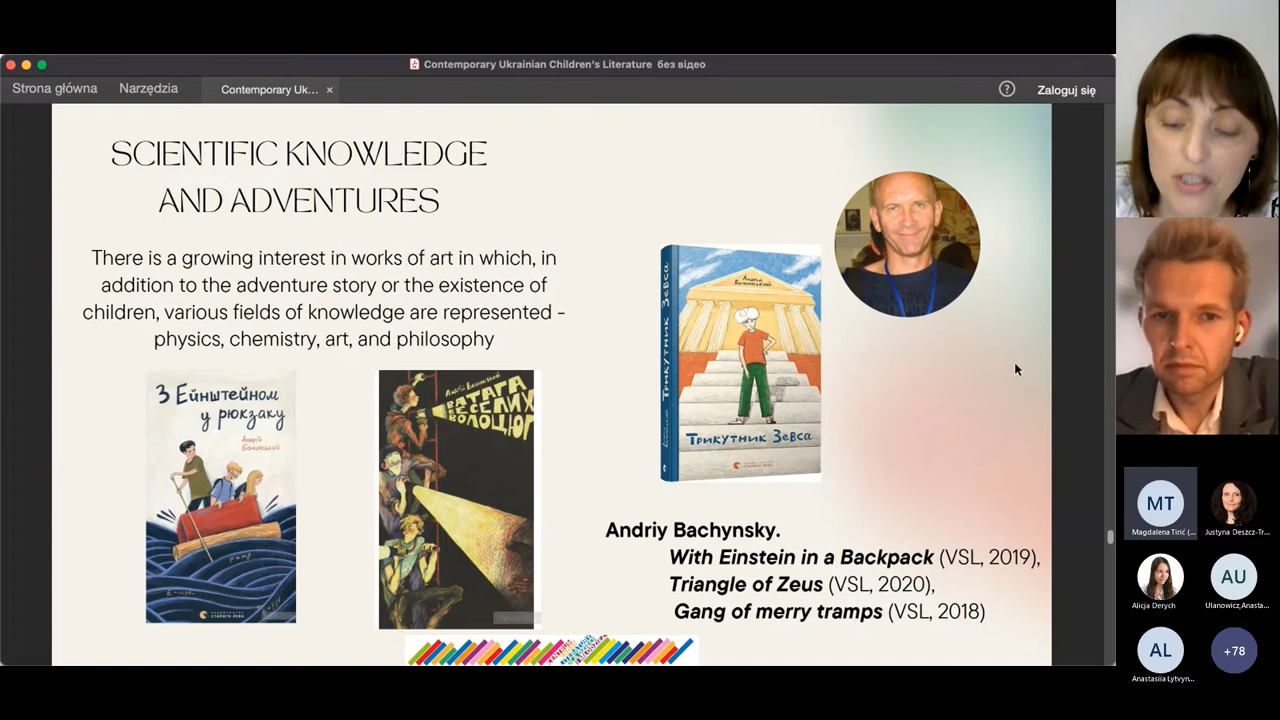 Contemporary Ukrainian Children's Literature без відео
Strona główna
Narzędzia
Contemporary Uk...
Zaloguj się
SCIENTIFIC KNOWLEDGE
AND ADVENTURES
There is a growing interest in works of art in which, in
addition to the adventure story or the existence of
children, various fields of knowledge are represented -
physics, chemistry, art, and philosophy
З Ейнштейном
у рюкзаку
Андрій
Бачинський
Андрій Бачинський
ВАТАГА
ВЕСЕЛИХ
ВОЛОЦЮГ
Трикутник Зевса
Андрій
Бачинський
Трикутник Зевса
Andriy Bachynsky.
With Einstein in a Backpack (VSL, 2019),
Triangle of Zeus (VSL, 2020),
Gang of merry tramps (VSL, 2018)
MT
Magdalena Tirić (...
Justyna Deszcz-Tr...
Alicja Derych
AU
Ulanowicz,Anasta...
AL
Anastasiia Lytvyn...
+78